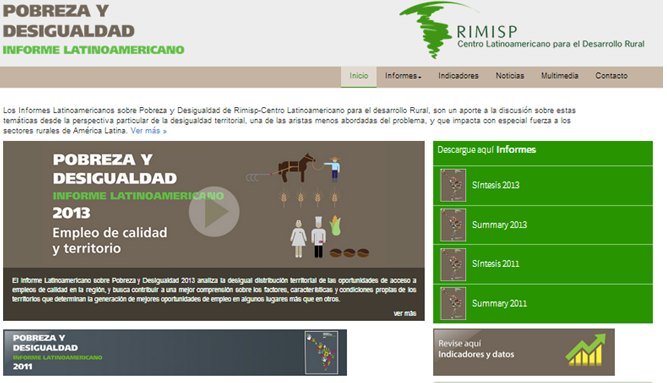 POBREZA Y
DESIGUALDAD
INFORME LATINOAMERICANO
RIMISP
Centro Latinoamericano para el Desarrollo Rural
Inicio Informes Indicadores Noticias Multimedia Contacto
Los Informes Latinoamericanos sobre Pobreza y Desigualdad de Rimisp-Centro Latinoamericano para el desarrollo Rural, son un aporte a la discusión sobre estas
temáticas desde la perspectiva particular de la desigualdad territorial, una de las aristas menos abordadas del problema, y que impacta con especial fuerza a los
sectores rurales de América Latina. Ver más »
POBREZA Y
DESIGUALDAD
INFORME LATINOAMERICANO
2013
Empleo de calidad
y territorio
El Informe Latinoamericano sobre Pobreza y Desigualdad 2013 analiza la desigual distribución territorial de las oportunidades de acceso a
empleos de calidad en la región, y busca contribuir a una mejor comprensión sobre los factores, características y condiciones propias de los
territorios que determinan la generación de mejores oportunidades de empleo en algunos lugares más que en otros.
ver más
Descargue aquí Informes
Síntesis 2013
Summary 2013
Síntesis 2011
Summary 2011
POBREZA Y
DESIGUALDAD
INFORME LATINOAMERICANO
2011
Revise aquí
Indicadores y datos